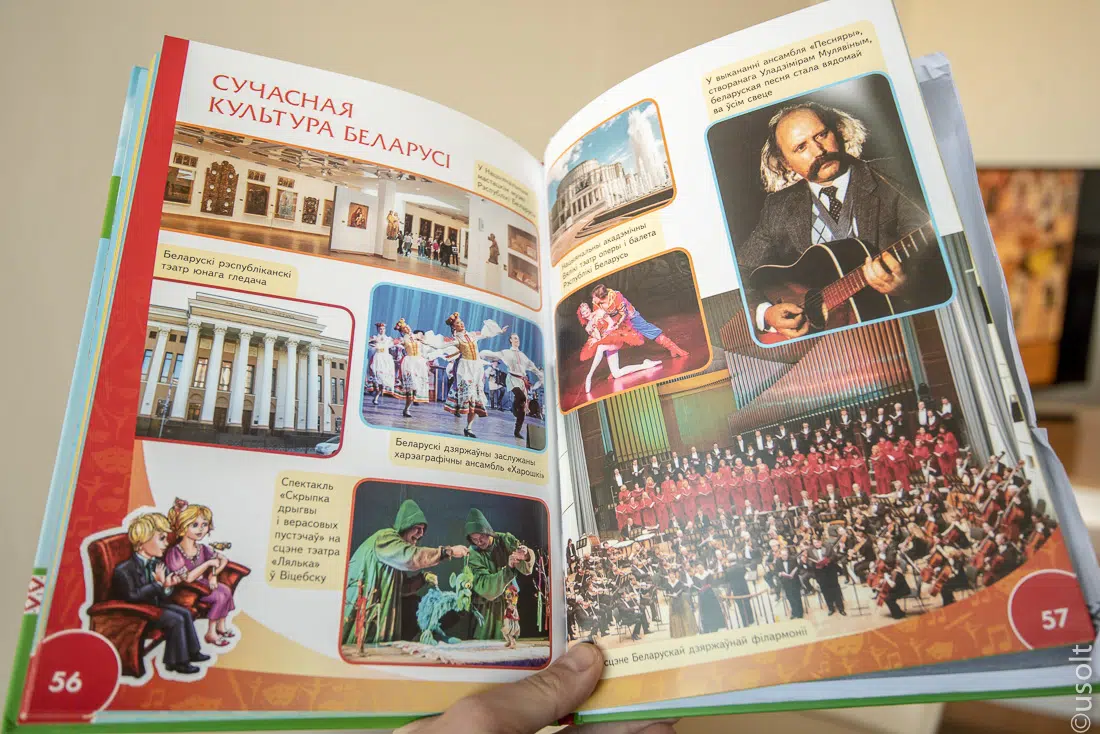 СУЧАСНАЯ
КУЛЬТУРА БЕЛАРУСІ
У Нацыянальным
мастацкім музеі
Рэспублікі Беларусь
Беларускі рэспубліканскі
тэатр юнага гледача
Беларускі дзяржаўны заслужаны
харэаграфічны ансамбль «Харошкі»
Спектакль
«Скрыпка
дрыгвы
і верасовых
пустэчаў» на
сцэне тэатра
«Лялька»
ў Віцебску
56
У выкананні ансамбля «Песняры»,
створанага Уладзімірам Мулявіным,
беларуская песня стала вядомай
ва ўсім свеце
Нацыянальны акадэмічны
Вялікі тэатр оперы і балета
Рэспублікі Беларусь
сцэне Беларускай дзяржаўнай філармоніі
57
©usolt